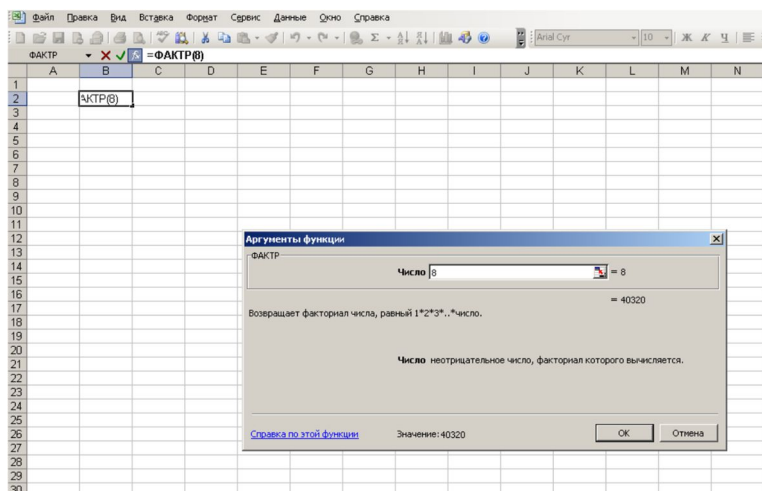 Файл Правка Вид Вставка Формат Сервис Данные Окно Справка
Arial Cyr 10 Ж К Ч
ФАКТР =ФАКТР(8)
A B C D E F G H I J K L M N
1
2 АКТР(8)
3
4
5
6
7
8
9
10
11
12
13
14
15
16
17
18
19
20
21
22
23
24
25
26
27
28
29
30
Аргументы функции
ФАКТР
Число 8 = 8
= 40320
Возвращает факториал числа, равный 1*2*3*..*число.
Число неотрицательное число, факториал которого вычисляется.
Справка по этой функции Значение:40320 ОК Отмена